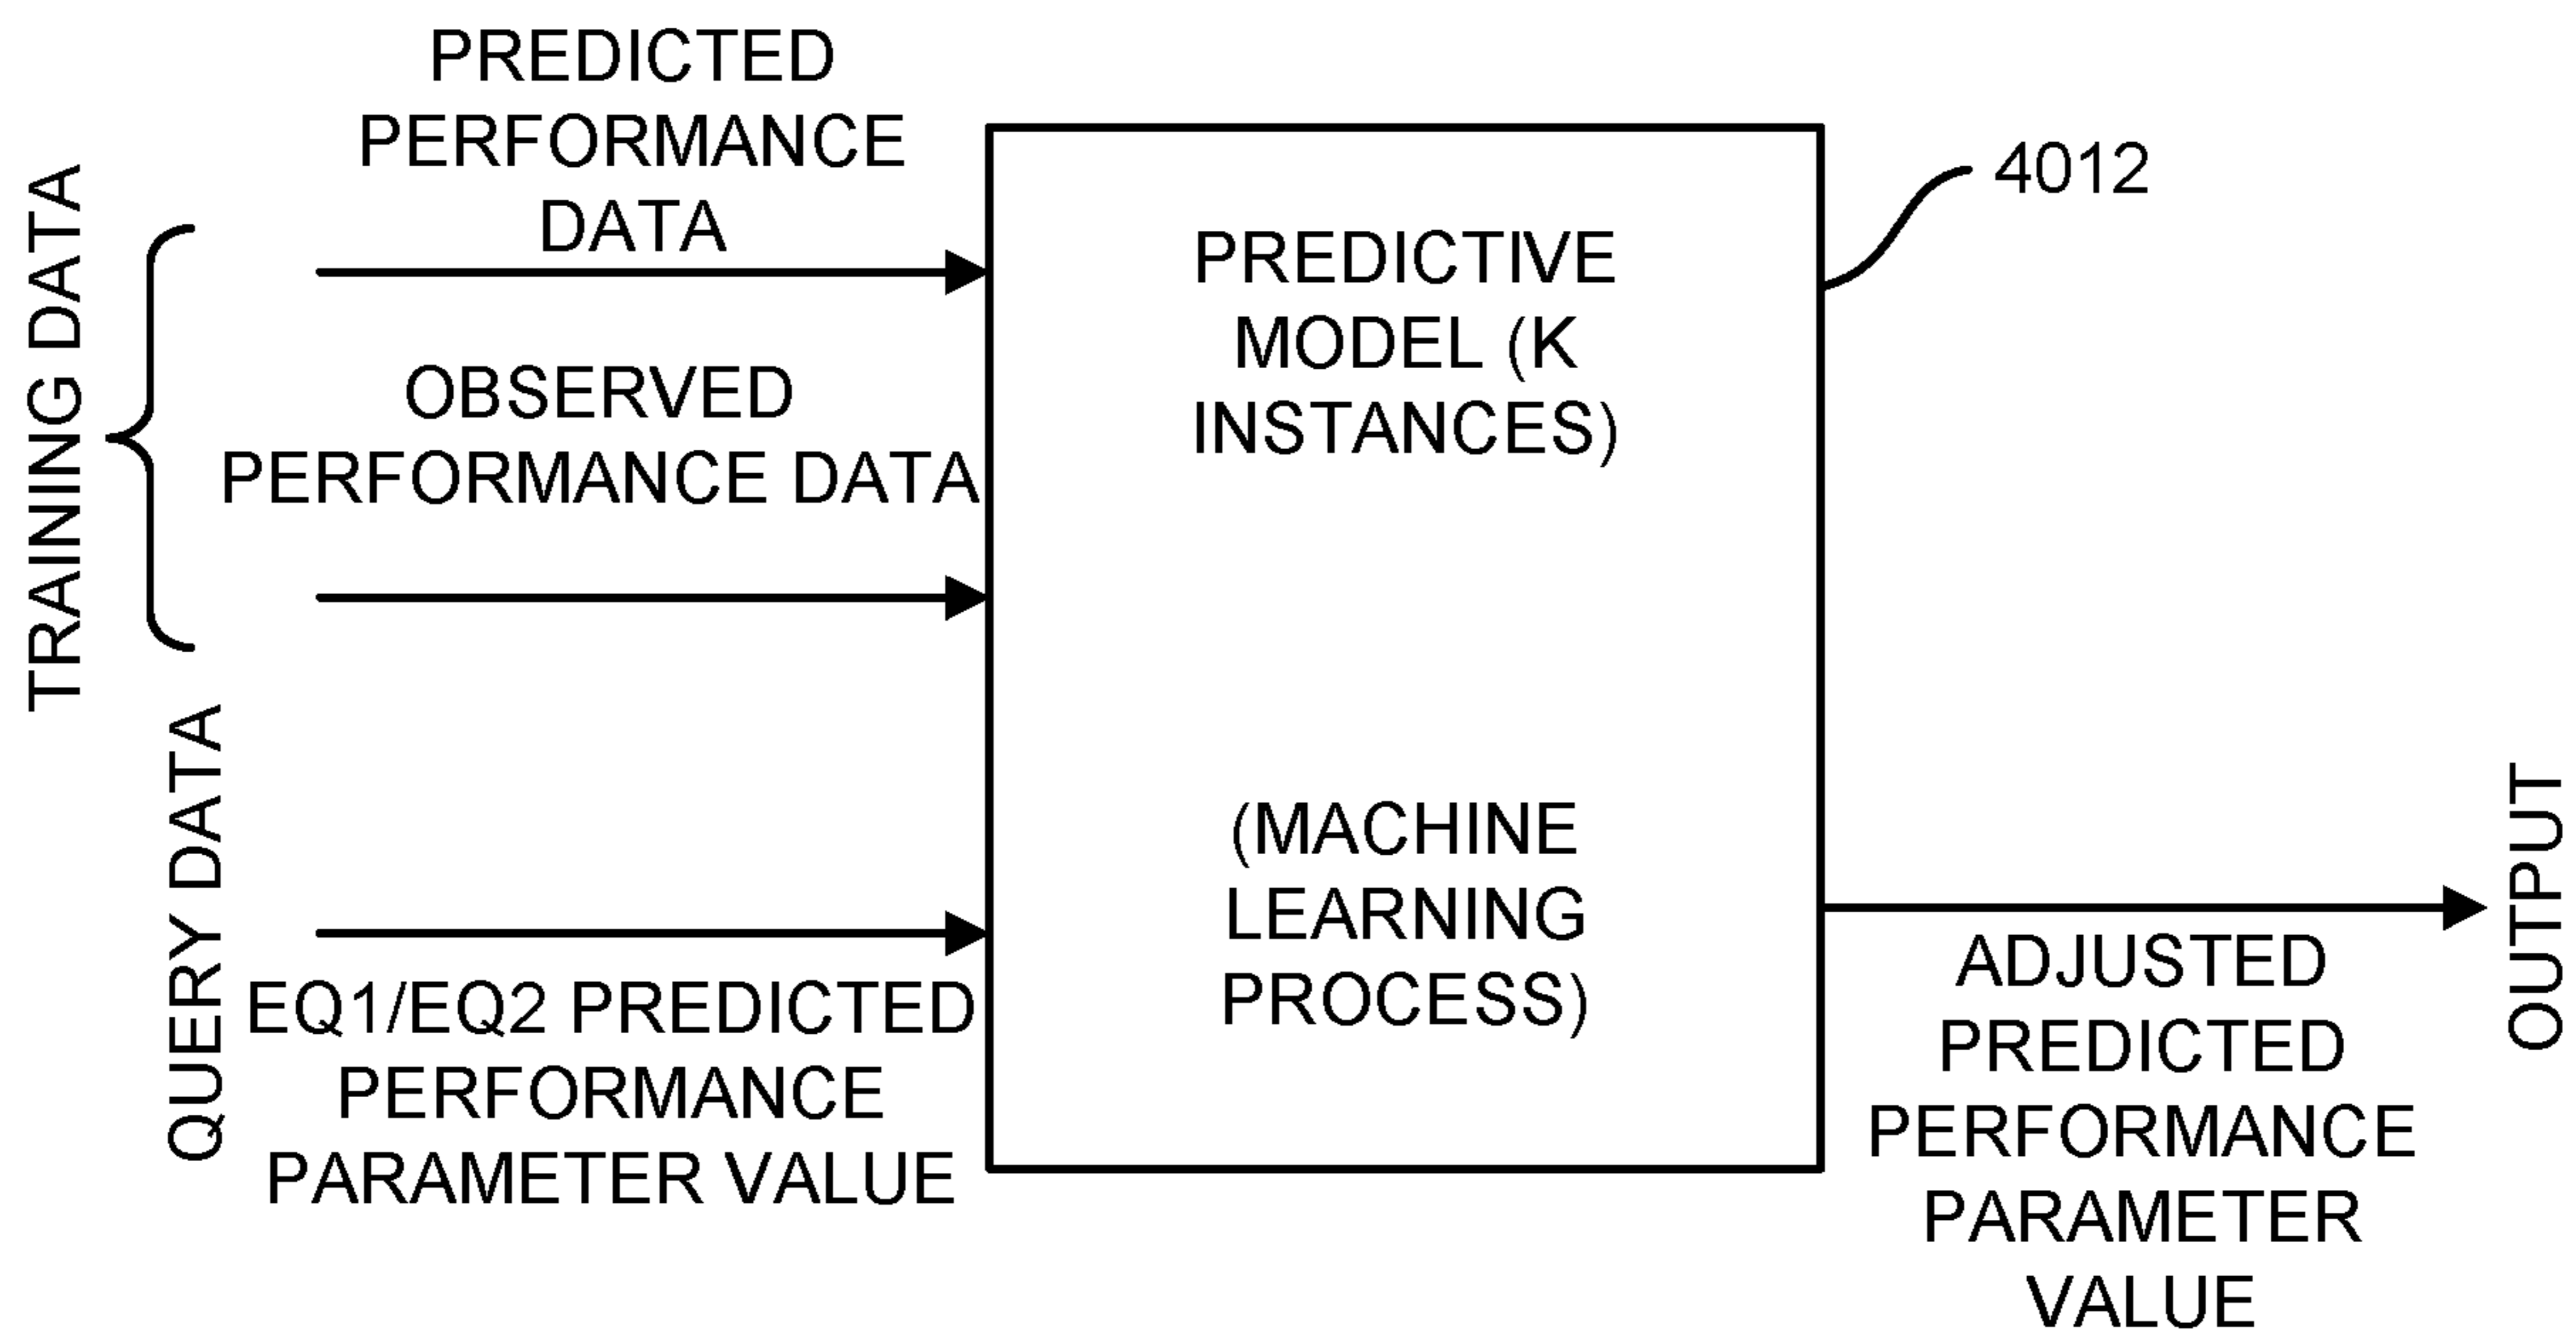 PREDICTED
PERFORMANCE
DATA
TRAINING DATA
OBSERVED
PERFORMANCE DATA
QUERY DATA
EQ1/EQ2 PREDICTED
PERFORMANCE
PARAMETER VALUE
PREDICTIVE
MODEL (K
INSTANCES)
(MACHINE
LEARNING
PROCESS)
4012
ADJUSTED
PREDICTED
PERFORMANCE
PARAMETER
VALUE
OUTPUT